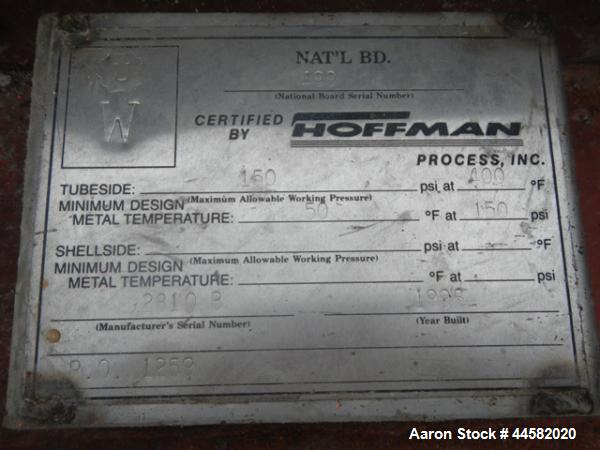 NAT'L BD.
(National Board Serial Number)
W
CERTIFIED BY HOFFMAN
PROCESS, INC.
TUBESIDE: 150 psi at 400 °F
(Maximum Allowable Working Pressure)
MINIMUM DESIGN
METAL TEMPERATURE: 50 °F at 150 psi
SHELLSIDE: psi at °F
(Maximum Allowable Working Pressure)
MINIMUM DESIGN
METAL TEMPERATURE: °F at psi
2810 B
(Manufacturer's Serial Number) (Year Built)
P.O. 1259
Aaron Stock # 44582020